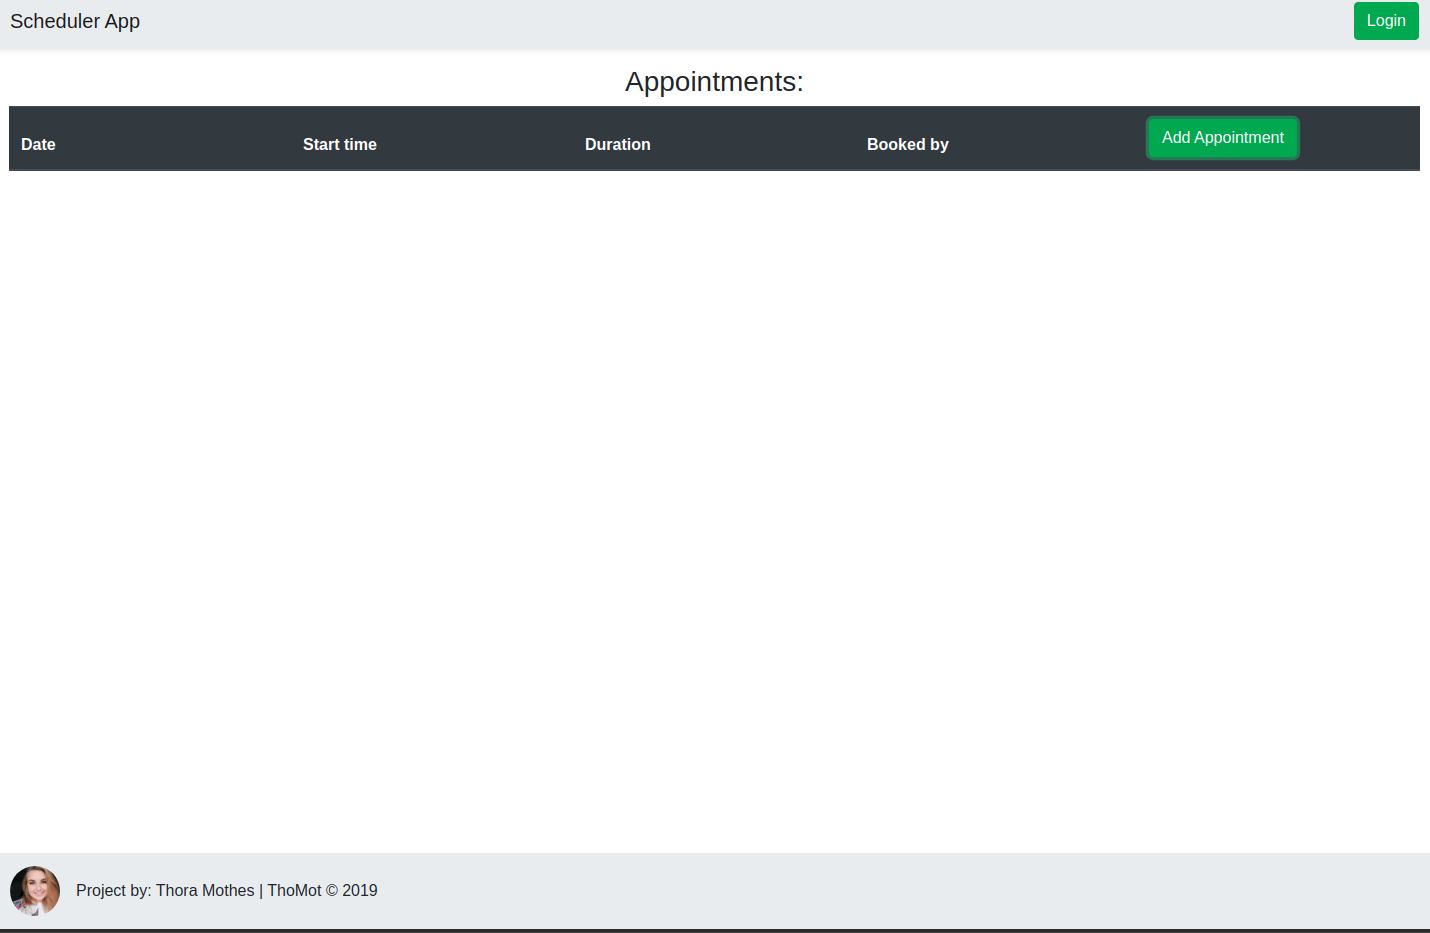 Scheduler App
Login
Appointments:
Date Start time Duration Booked by Add Appointment
Project by: Thora Mothes | ThoMot © 2019